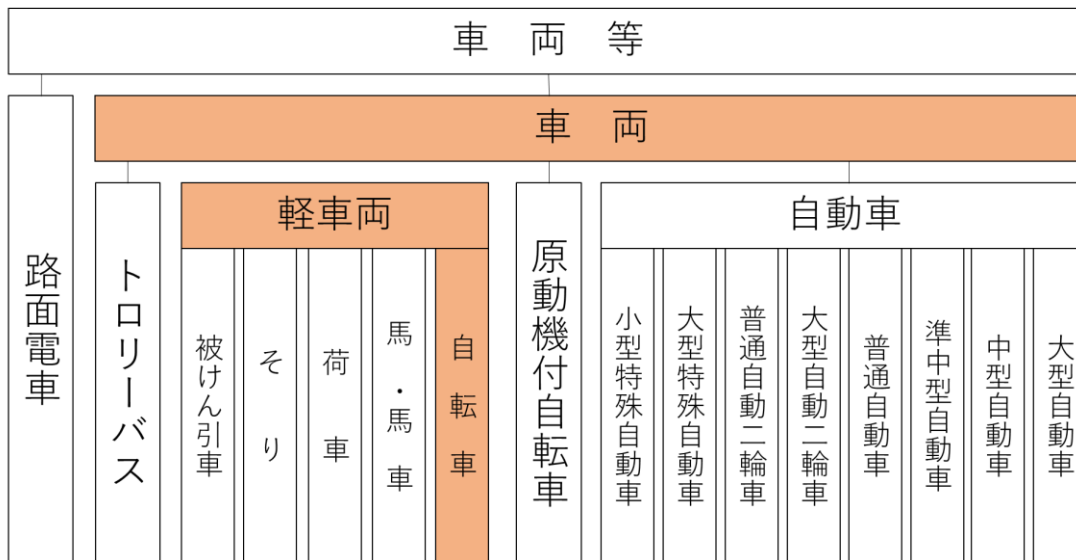 車両等
車両
路面電車
トロリーバス
軽車両
被けん引車
そり
荷車
馬・馬車
自転車
原動機付自転車
自動車
小型特殊自動車
大型特殊自動車
普通自動二輪車
大型自動二輪車
普通自動車
準中型自動車
中型自動車
大型自動車